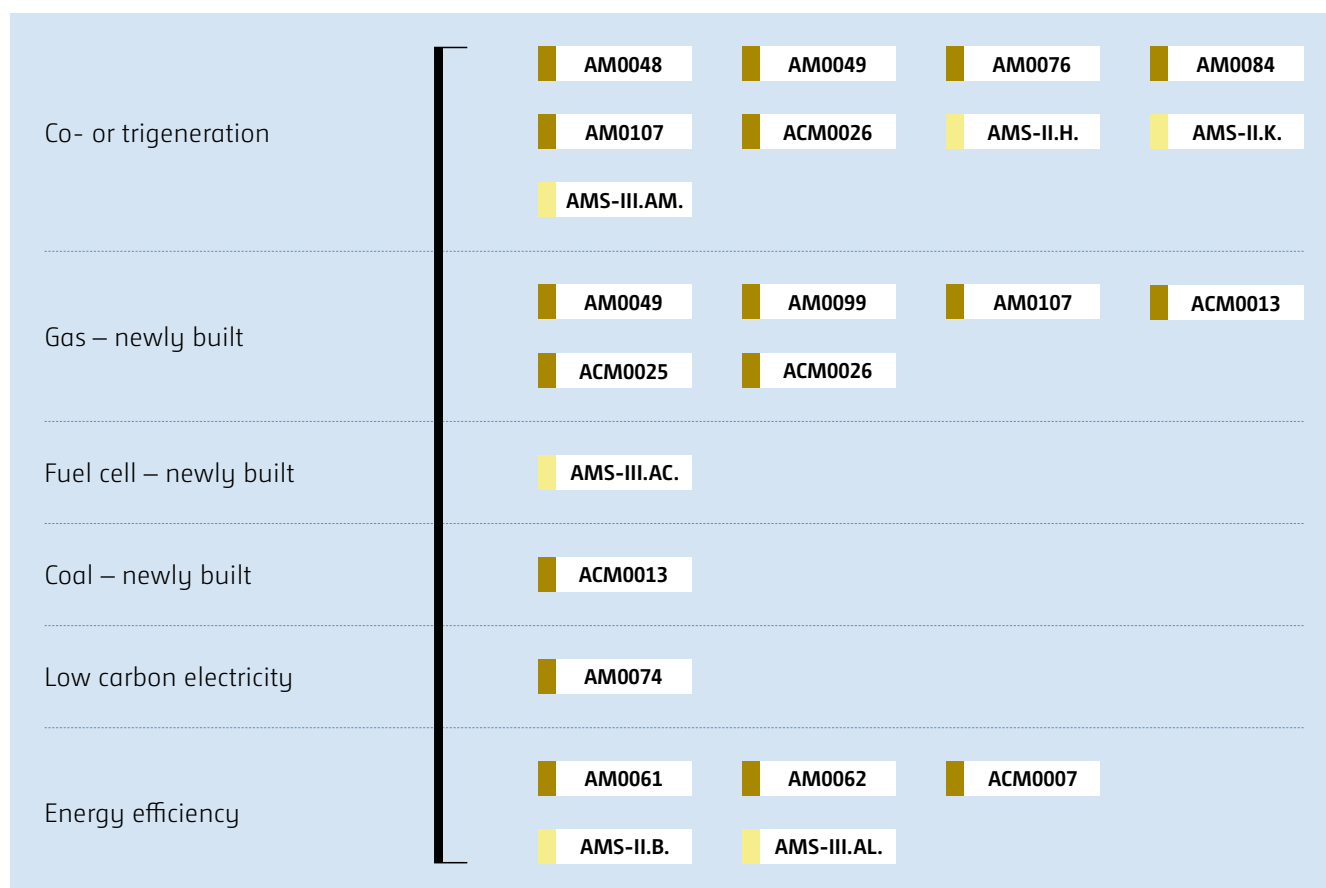 Co- or trigeneration
AM0048 AM0049 AM0076 AM0084
AM0107 ACM0026 AMS-II.H. AMS-II.K.
AMS-III.AM.
Gas – newly built
AM0049 AM0099 AM0107 ACM0013
ACM0025 ACM0026
Fuel cell – newly built
AMS-III.AC.
Coal – newly built
ACM0013
Low carbon electricity
AM0074
Energy efficiency
AM0061 AM0062 ACM0007
AMS-II.B. AMS-III.AL.